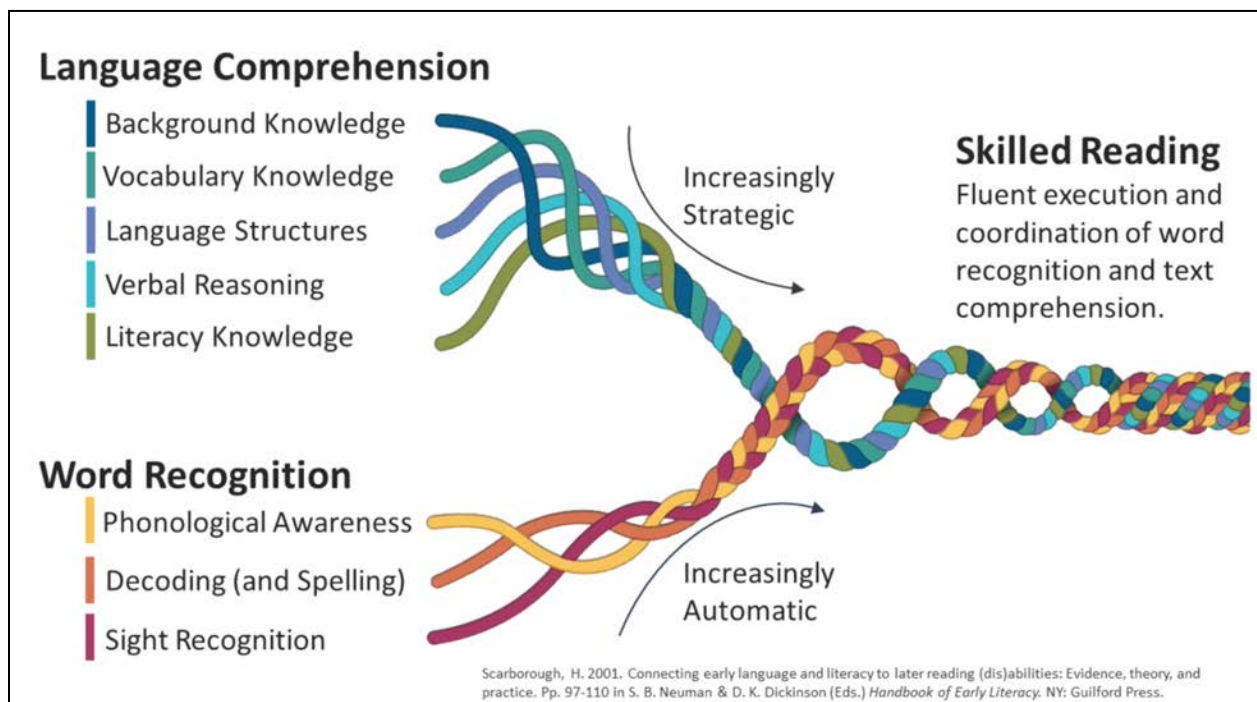 Language Comprehension
Background Knowledge
Vocabulary Knowledge
Language Structures
Verbal Reasoning
Literacy Knowledge
Increasingly
Strategic
Skilled Reading
Fluent execution and
coordination of word
recognition and text
comprehension.
Word Recognition
Phonological Awareness
Decoding (and Spelling)
Sight Recognition
Increasingly
Automatic
Scarborough, H. 2001. Connecting early language and literacy to later reading (dis)abilities: Evidence, theory, and
practice. Pp. 97-110 in S. B. Neuman & D. K. Dickinson (Eds.) Handbook of Early Literacy. NY: Guilford Press.